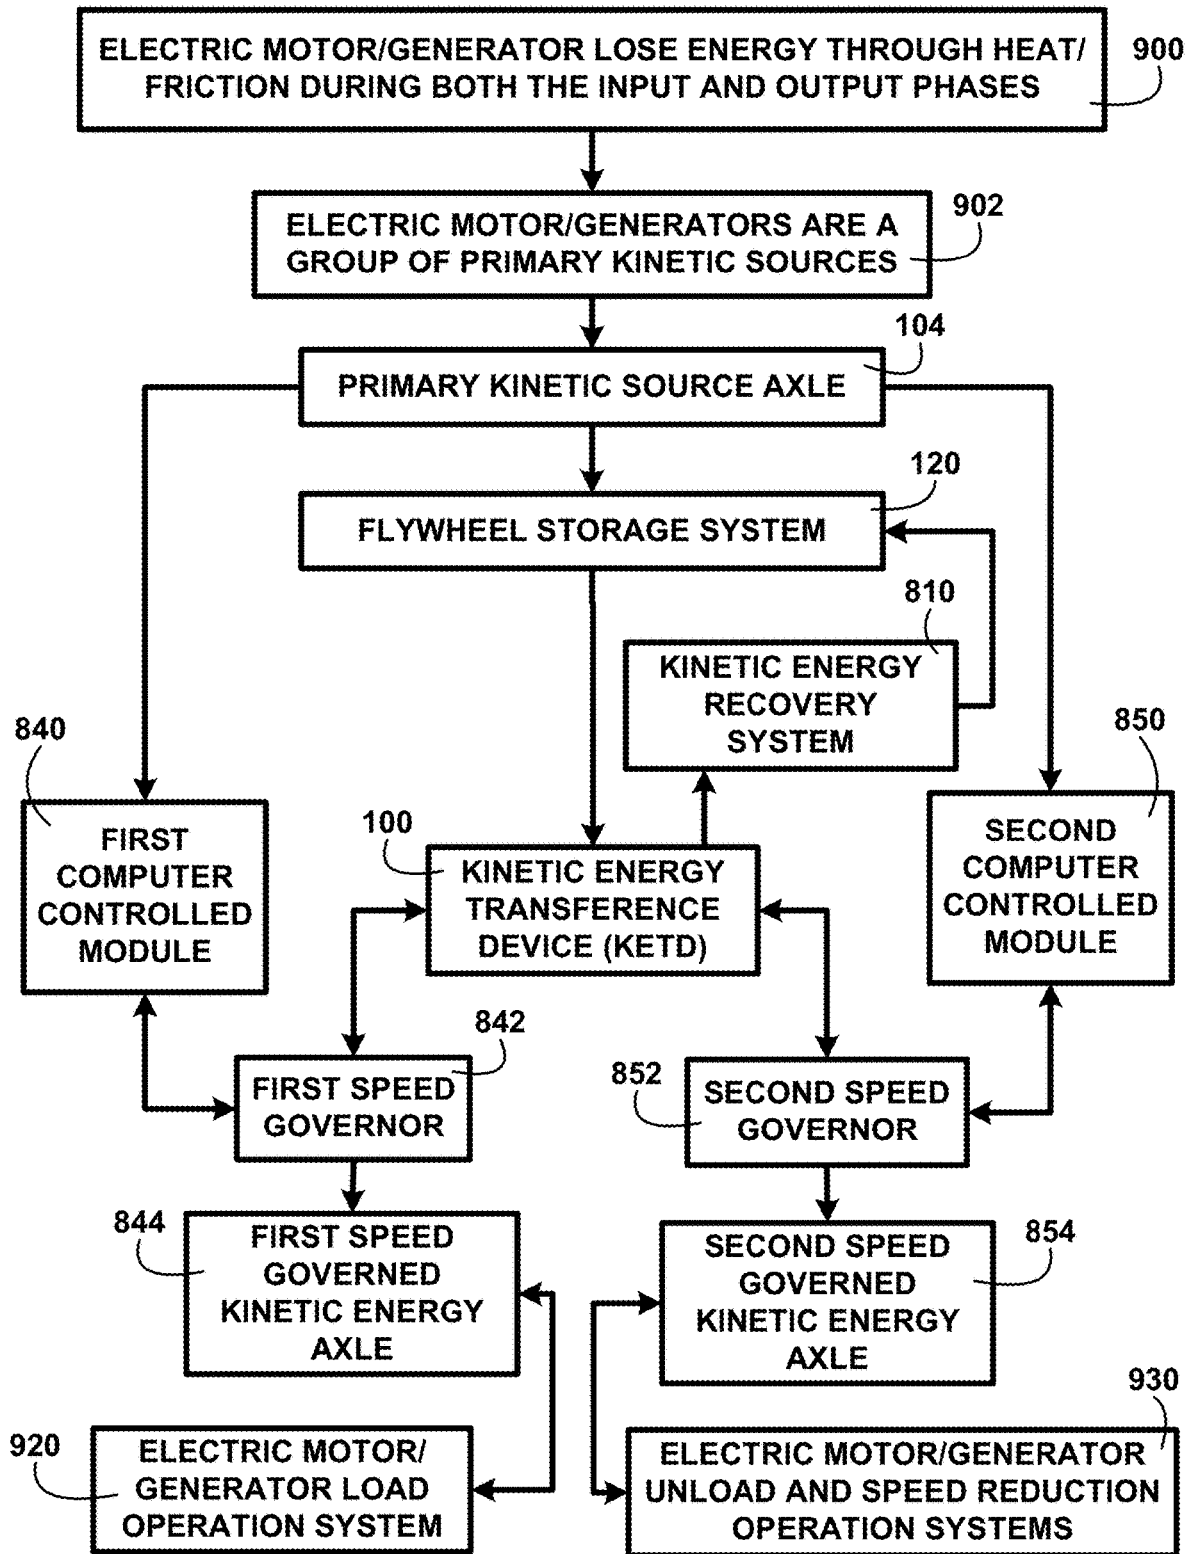 ELECTRIC MOTOR/GENERATOR LOSE ENERGY THROUGH HEAT/
FRICTION DURING BOTH THE INPUT AND OUTPUT PHASES
900
ELECTRIC MOTOR/GENERATORS ARE A
GROUP OF PRIMARY KINETIC SOURCES
902
104
PRIMARY KINETIC SOURCE AXLE
120
FLYWHEEL STORAGE SYSTEM
810
KINETIC ENERGY
RECOVERY
SYSTEM
840
FIRST
COMPUTER
CONTROLLED
MODULE
100
KINETIC ENERGY
TRANSFERENCE
DEVICE (KETD)
850
SECOND
COMPUTER
CONTROLLED
MODULE
842
FIRST SPEED
GOVERNOR
852
SECOND SPEED
GOVERNOR
844
FIRST SPEED
GOVERNED
KINETIC ENERGY
AXLE
854
SECOND SPEED
GOVERNED
KINETIC ENERGY
AXLE
920
ELECTRIC MOTOR/
GENERATOR LOAD
OPERATION SYSTEM
930
ELECTRIC MOTOR/GENERATOR
UNLOAD AND SPEED REDUCTION
OPERATION SYSTEMS